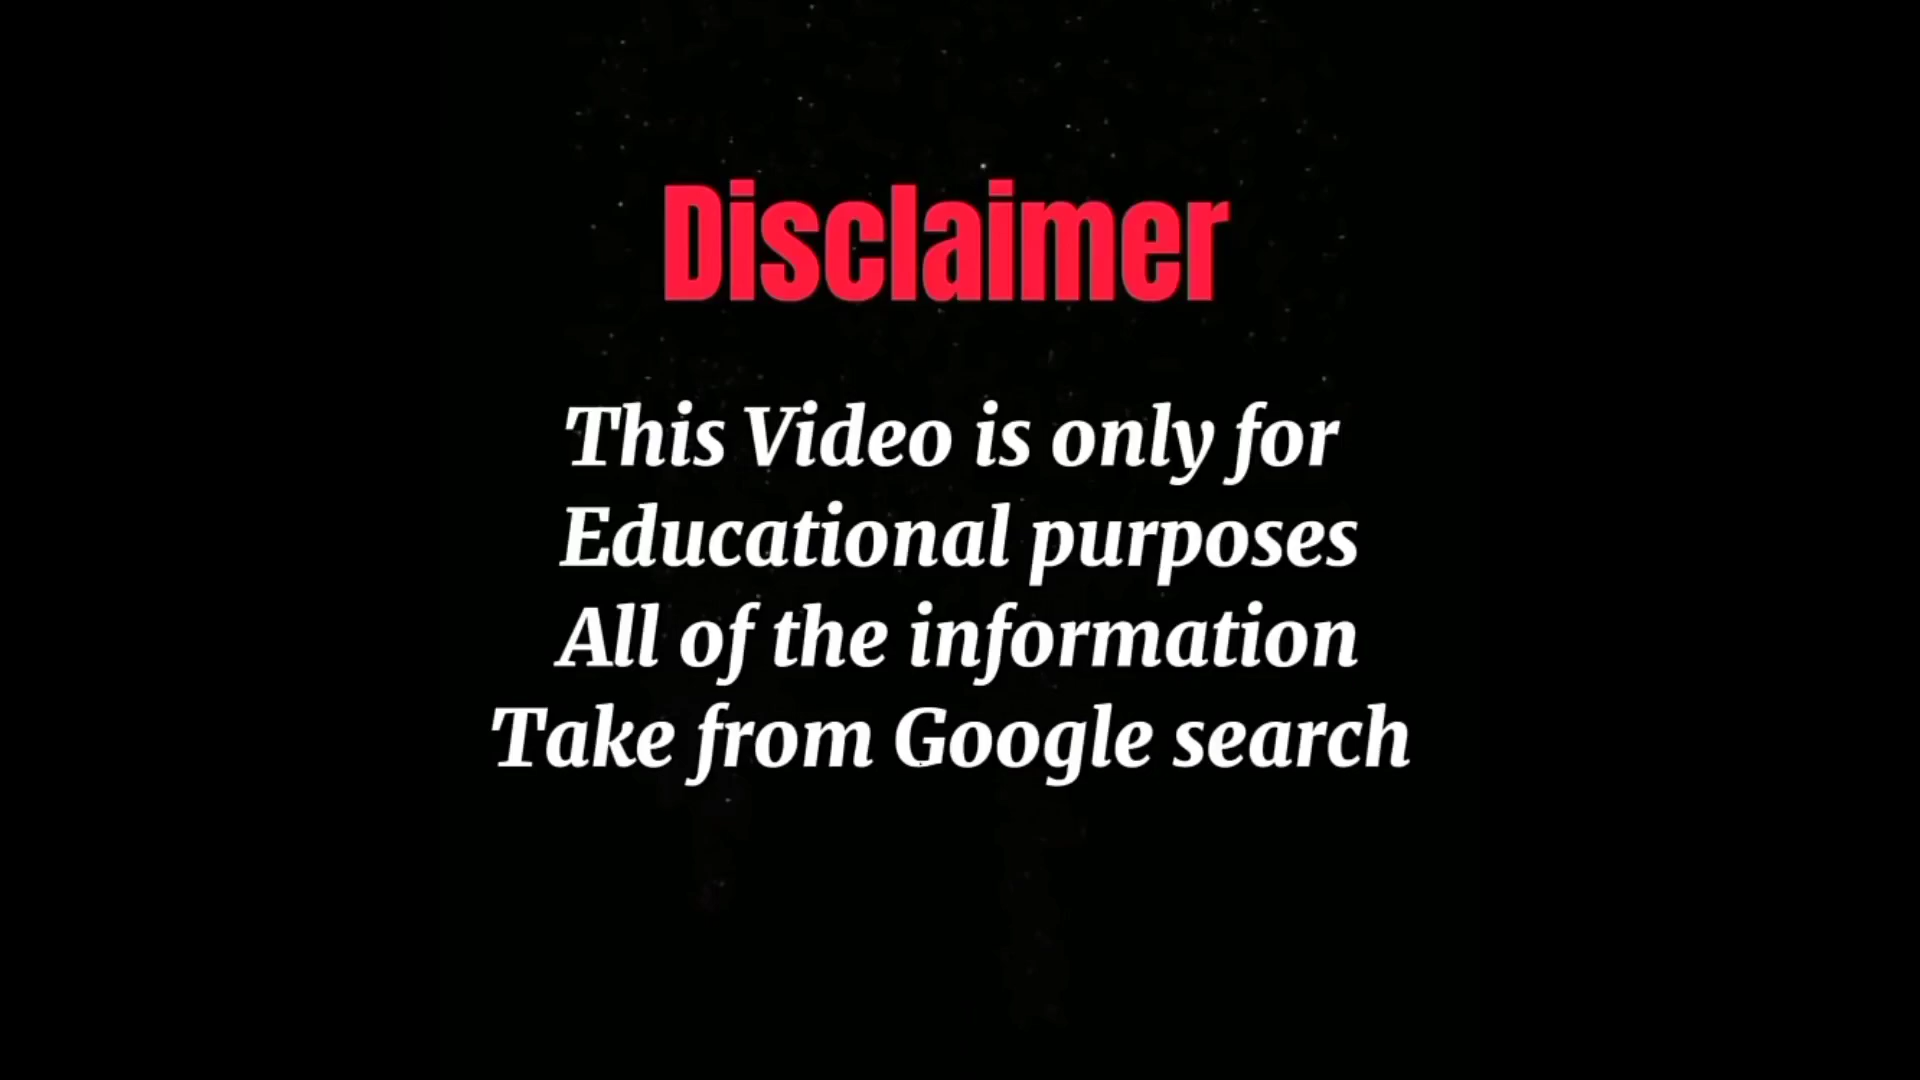 Disclaimer
This Video is only for
Educational purposes
All of the information
Take from Google search